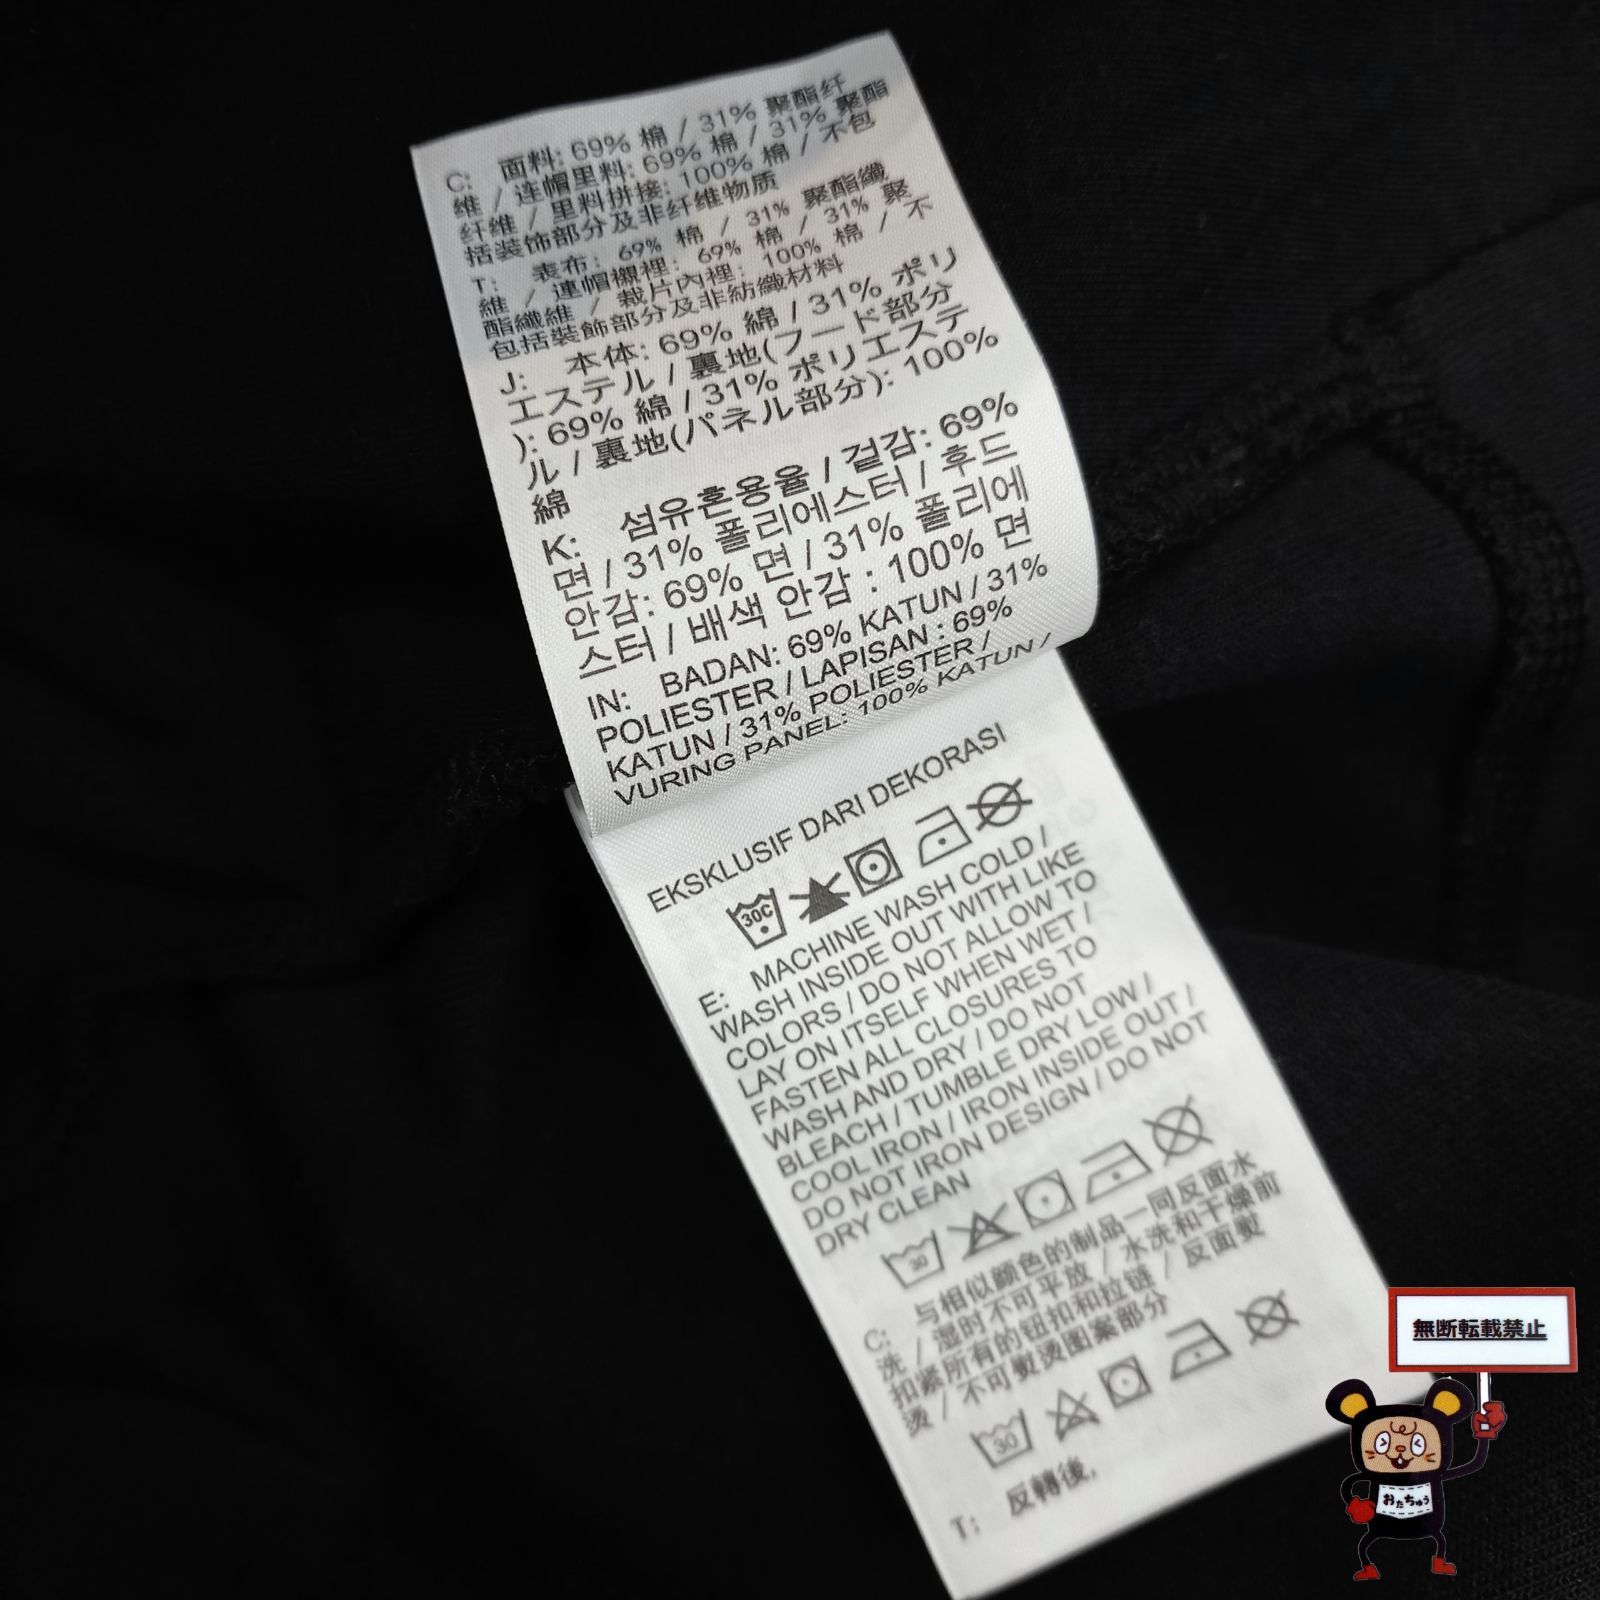 C: 面料: 69% 棉 / 31% 聚酯纤
维 / 连帽里料: 69% 棉 / 31% 聚酯
纤维 / 里料拼接: 100% 棉 / 不包
括装饰部分及非纤维物质
T: 表布: 69% 棉 / 31% 聚酯纖
維 / 連帽襯裡: 69% 棉 / 31% 聚
酯纖維 / 裁片內裡: 100% 棉 / 不
包括裝飾部分及非紡織材料
J: 本体: 69% 綿 / 31% ポリ
エステル / 裏地(フード部分
): 69% 綿 / 31% ポリエステ
ル / 裏地(パネル部分): 100%
綿
K: 섬유혼용율 / 겉감: 69%
면 / 31% 폴리에스터 / 후드
안감: 69% 면 / 31% 폴리에
스터 / 배색 안감 : 100% 면
IN: BADAN: 69% KATUN / 31%
POLIESTER / LAPISAN : 69%
KATUN / 31% POLIESTER /
VURING PANEL: 100% KATUN /
EKSKLUSIF DARI DEKORASI
30C
E: MACHINE WASH COLD /
WASH INSIDE OUT WITH LIKE
COLORS / DO NOT ALLOW TO
LAY ON ITSELF WHEN WET /
FASTEN ALL CLOSURES TO
WASH AND DRY / DO NOT
BLEACH / TUMBLE DRY LOW /
COOL IRON / IRON INSIDE OUT /
DO NOT IRON DESIGN / DO NOT
DRY CLEAN
30
C: 与相似颜色的制品一同反面水
洗 / 湿时不可平放 / 水洗和干燥前
扣紧所有的钮扣和拉链 / 反面熨
烫 / 不可熨烫图案部分
30
T: 反轉後,
無断転載禁止
おたちゅう